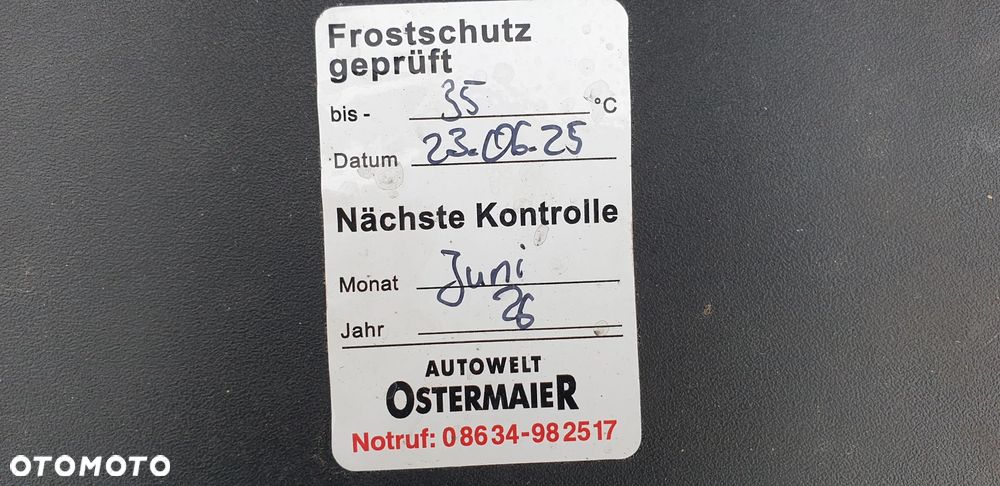 Frostschutz
geprüft
bis - 35 °C
Datum 23.06.25
Nächste Kontrolle
Monat Juni
Jahr 26
AUTOWELT
OSTERMAIER
Notruf: 08634-982517
OTOMOTO